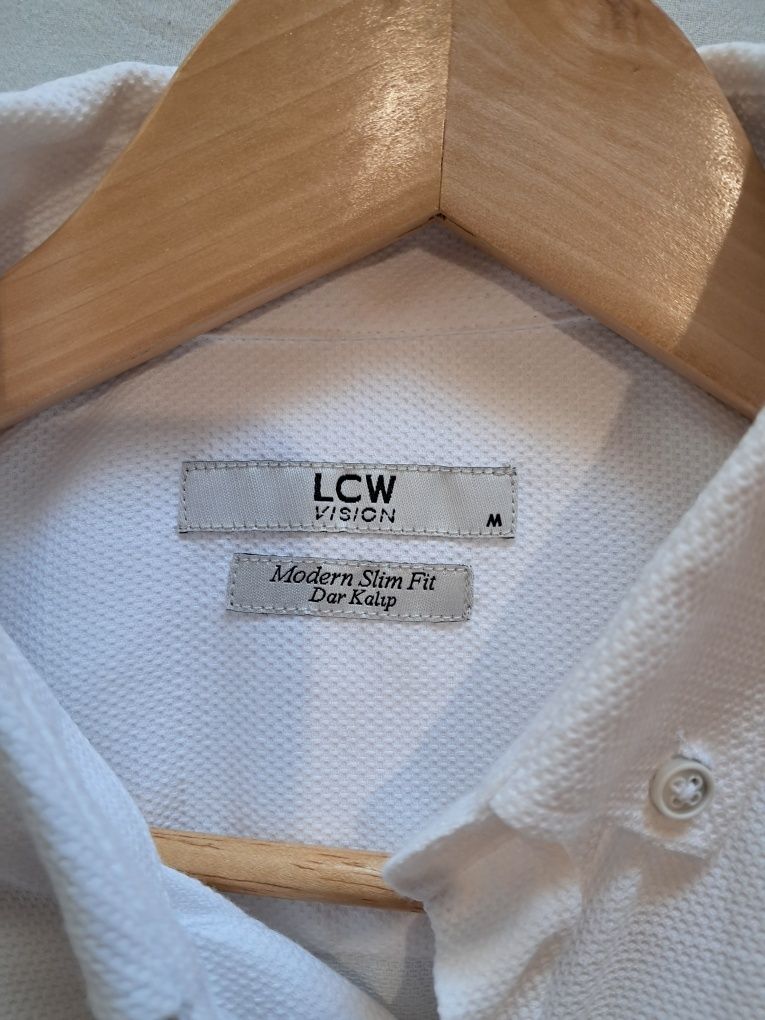 LCW
VISION
M
Modern Slim Fit
Dar Kalıp